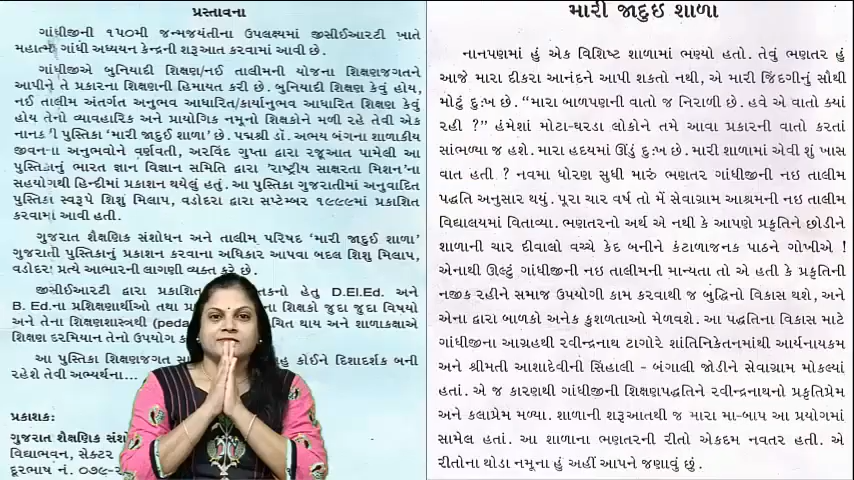 પ્રસ્તાવના
ગાંધીજીની ૧૫૦મી જન્મજયંતીના ઉપલક્ષ્યમાં જીસીઈઆરટી ખાતે
મહાત્મા ગાંધી અધ્યયન કેન્દ્રની શરૂઆત કરવામાં આવી છે.
ગાંધીજીએ બુનિયાદી શિક્ષણ/નઈ તાલીમની યોજના શિક્ષણજગતને
આપીને તે પ્રકારના શિક્ષણની હિમાયત કરી છે. બુનિયાદી શિક્ષણ કેવું હોય,
નઈ તાલીમ અંતર્ગત અનુભવ આધારિત/કાર્યાનુભવ આધારિત શિક્ષણ કેવું
હોય તેનો વ્યાવહારિક અને પ્રાયોગિક નમૂનો શિક્ષકોને મળી રહે તેવી એક
પુસ્તિકા 'મારી જાદૂઈ શાળા' છે. પદ્મશ્રી ડૉ. અભય બંગના શાળાકીય
અનુભવોને વર્ણવતી, અરવિંદ ગુપ્તા દ્વારા રજૂઆત પામેલી આ
પુસ્તિકાનું ભારત જ્ઞાન વિજ્ઞાન સમિતિ દ્વારા 'રાષ્ટ્રીય સાક્ષરતા મિશન'ના
સહયોગથી હિન્દીમાં પ્રકાશન થયેલું હતું. આ પુસ્તિકા ગુજરાતીમાં અનુવાદિત
પુસ્તિકા સ્વરૂપે શિશુ મિલાપ, વડોદરા દ્વારા સપ્ટેમ્બર ૧૯૯૯માં પ્રકાશિત
કરવામાં આવી હતી.
ગુજરાત શૈક્ષણિક સંશોધન અને તાલીમ પરિષદ 'મારી જાદુઈ શાળા'
ગુજરાતી પુસ્તિકાનું પ્રકાશન કરવાના અધિકાર આપવા બદલ શિશુ મિલાપ,
વડોદરા પ્રત્યે આભારની લાગણી વ્યક્ત કરે છે.
જીસીઈઆરટી દ્વારા પ્રકાશિત હેતુ D.El.Ed. અને
B. Ed.ના પ્રશિક્ષણાર્થીઓ તથા શિક્ષકો જુદા જુદા વિષયો
અને તેના શિક્ષણશાસ્ત્રથી થાય અને શાળાકક્ષાએ
શિક્ષણ દરમિયાન તેનો ઉપયોગ
આ પુસ્તિકા શિક્ષણજગત કોઈને દિશાદર્શક બની
રહેશે તેવી અભ્યર્થના...
પ્રકાશક:
ગુજરાત શૈક્ષણિક
વિદ્યાભવન, સેક્ટર
દૂરભાષ નં. ૦૭૯-
મારી જાદુઇ શાળા
નાનપણમાં હું એક વિશિષ્ટ શાળામાં ભણ્યો હતો. તેવું ભણતર હું
આજે મારા દીકરા આનંદને આપી શકતો નથી, એ મારી જિંદગીનું સૌથી
મોટું દુઃખ છે. "મારા બાળપણની વાતો જ નિરાળી છે. હવે એ વાતો ક્યાં
રહી ?" હંમેશાં મોટા-ઘરડા લોકોને તમે આવા પ્રકારની વાતો કરતાં
સાંભળ્યા જ હશે. મારા હૃદયમાં ઊંડું દુઃખ છે. મારી શાળામાં એવી શું ખાસ
વાત હતી ? નવમા ધોરણ સુધી મારું ભણતર ગાંધીજીની નઇ તાલીમ
પદ્ધતિ અનુસાર થયું. પૂરા ચાર વર્ષ તો મેં સેવાગ્રામ આશ્રમની નઇ તાલીમ
વિદ્યાલયમાં વિતાવ્યા. ભણતરનો અર્થ એ નથી કે આપણે પ્રકૃતિને છોડીને
શાળાની ચાર દીવાલો વચ્ચે કેદ બનીને કંટાળાજનક પાઠને ગોખીએ !
એનાથી ઊલ્ટું ગાંધીજીની નઇ તાલીમની માન્યતા તો એ હતી કે પ્રકૃતિની
નજીક રહીને સમાજ ઉપયોગી કામ કરવાથી જ બુદ્ધિનો વિકાસ થશે, અને
એના દ્વારા બાળકો અનેક કુશળતાઓ મેળવશે. આ પદ્ધતિના વિકાસ માટે
ગાંધીજીના આગ્રહથી રવીન્દ્રનાથ ટાગોરે શાંતિનિકેતનમાંથી આર્યનાયકમ
અને શ્રીમતી આશાદેવીની સિંહાલી - બંગાલી જોડીને સેવાગ્રામ મોકલ્યાં
હતાં. એ જ કારણથી ગાંધીજીની શિક્ષણપદ્ધતિને રવીન્દ્રનાથનો પ્રકૃતિપ્રેમ
અને કલાપ્રેમ મળ્યા. શાળાની શરૂઆતથી જ મારા મા-બાપ આ પ્રયોગમાં
સામેલ હતાં. આ શાળાના ભણતરની રીતો એકદમ નવતર હતી. એ
રીતોના થોડા નમૂના હું અહીં આપને જણાવું છું.